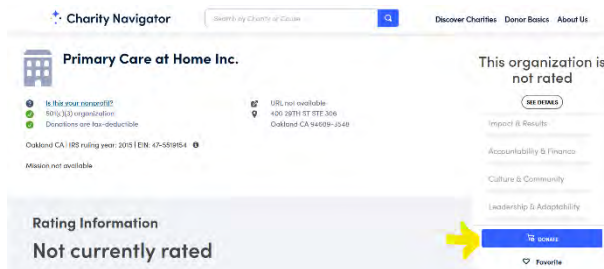 Charity Navigator
Search by Charity or Cause
Discover Charities Donor Basics About Us
Primary Care at Home Inc.
Is this your nonprofit?
501(c)(3) organization
Donations are tax-deductible
URL not available
400 29TH ST STE 306
Oakland CA 94609-3548
Oakland CA | IRS ruling year: 2015 | EIN: 47-5519154
Mission not available
This organization is
not rated
SEE DETAILS
Impact & Results
Accountability & Finance
Culture & Community
Leadership & Adaptability
DONATE
Favorite
Rating Information
Not currently rated